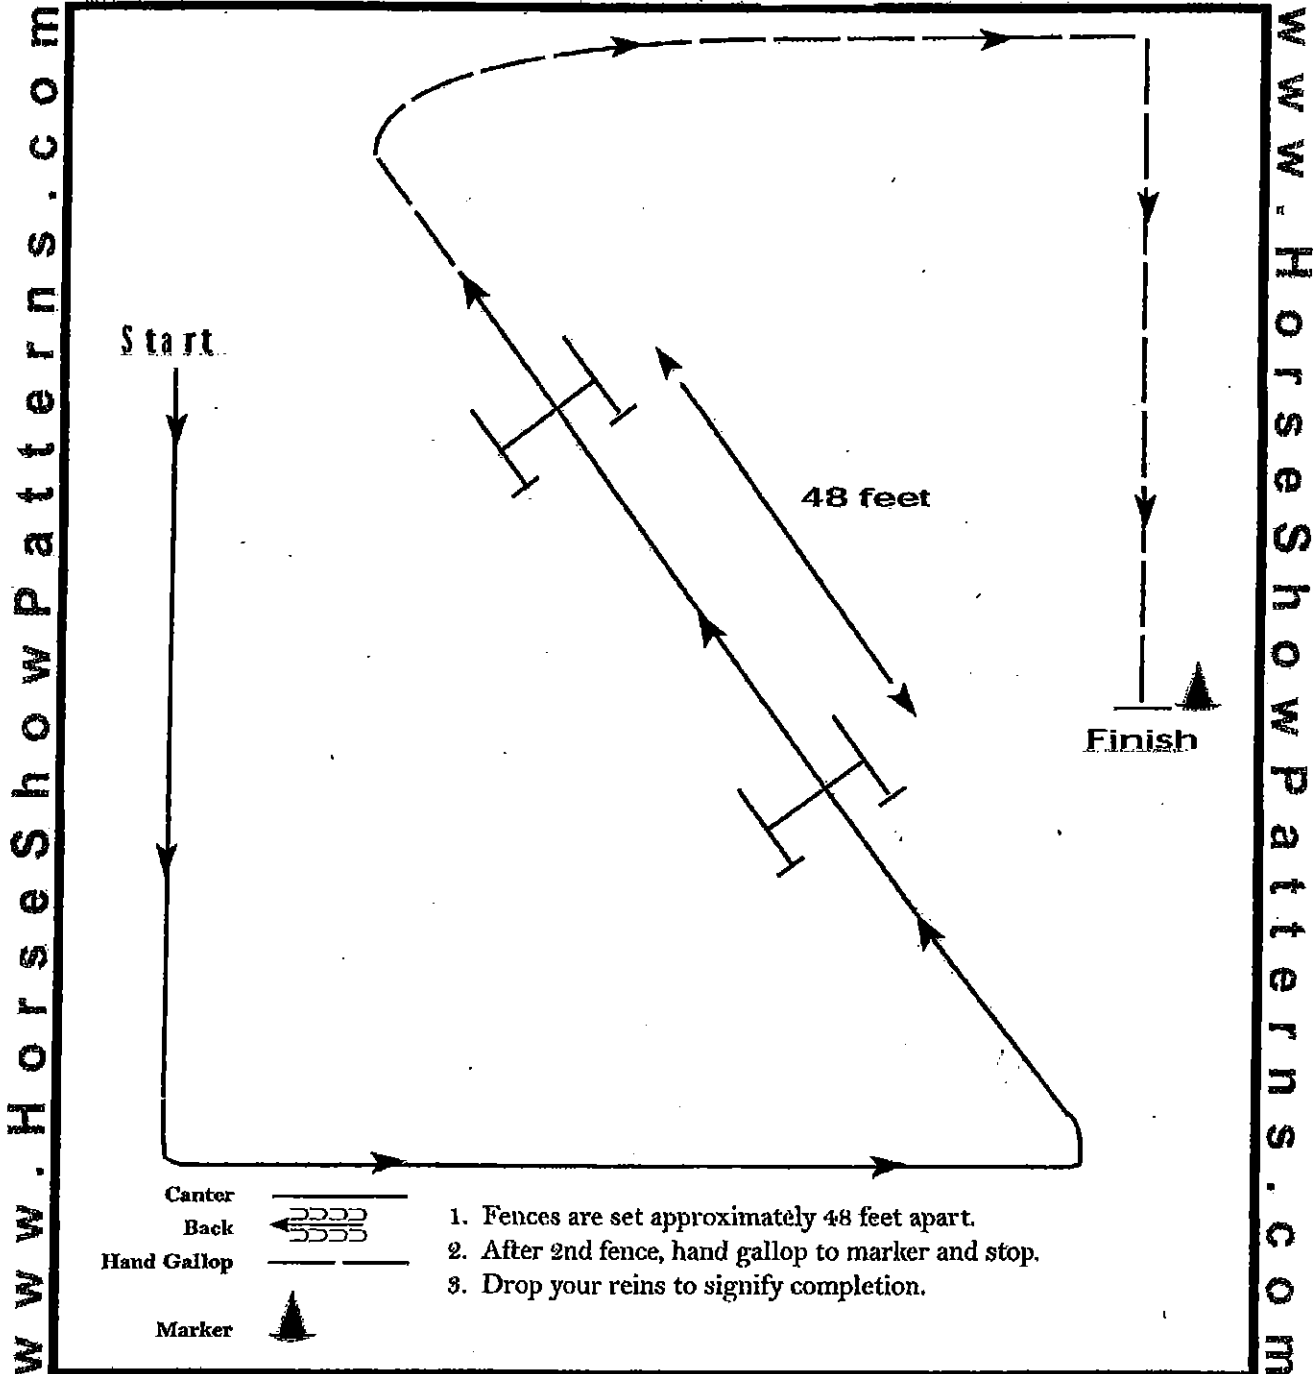 www.HorseShowPatterns.com
www.HorseShowPatterns.com
Start
48 feet
Finish
Canter
Back
Hand Gallop
Marker
1. Fences are set approximately 48 feet apart.
2. After 2nd fence, hand gallop to marker and stop.
3. Drop your reins to signify completion.